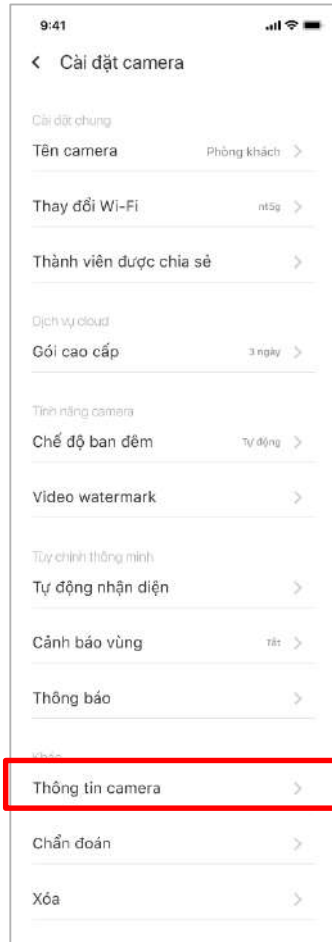 9:41
Cài đặt camera
Cài đặt chung
Tên camera Phòng khách
Thay đổi Wi-Fi nt5g
Thành viên được chia sẻ
Dịch vụ cloud
Gói cao cấp 3 ngày
Tính năng camera
Chế độ ban đêm Tự động
Video watermark
Tùy chỉnh thông minh
Tự động nhận diện
Cảnh báo vùng Tắt
Thông báo
Khác
Thông tin camera
Chẩn đoán
Xóa